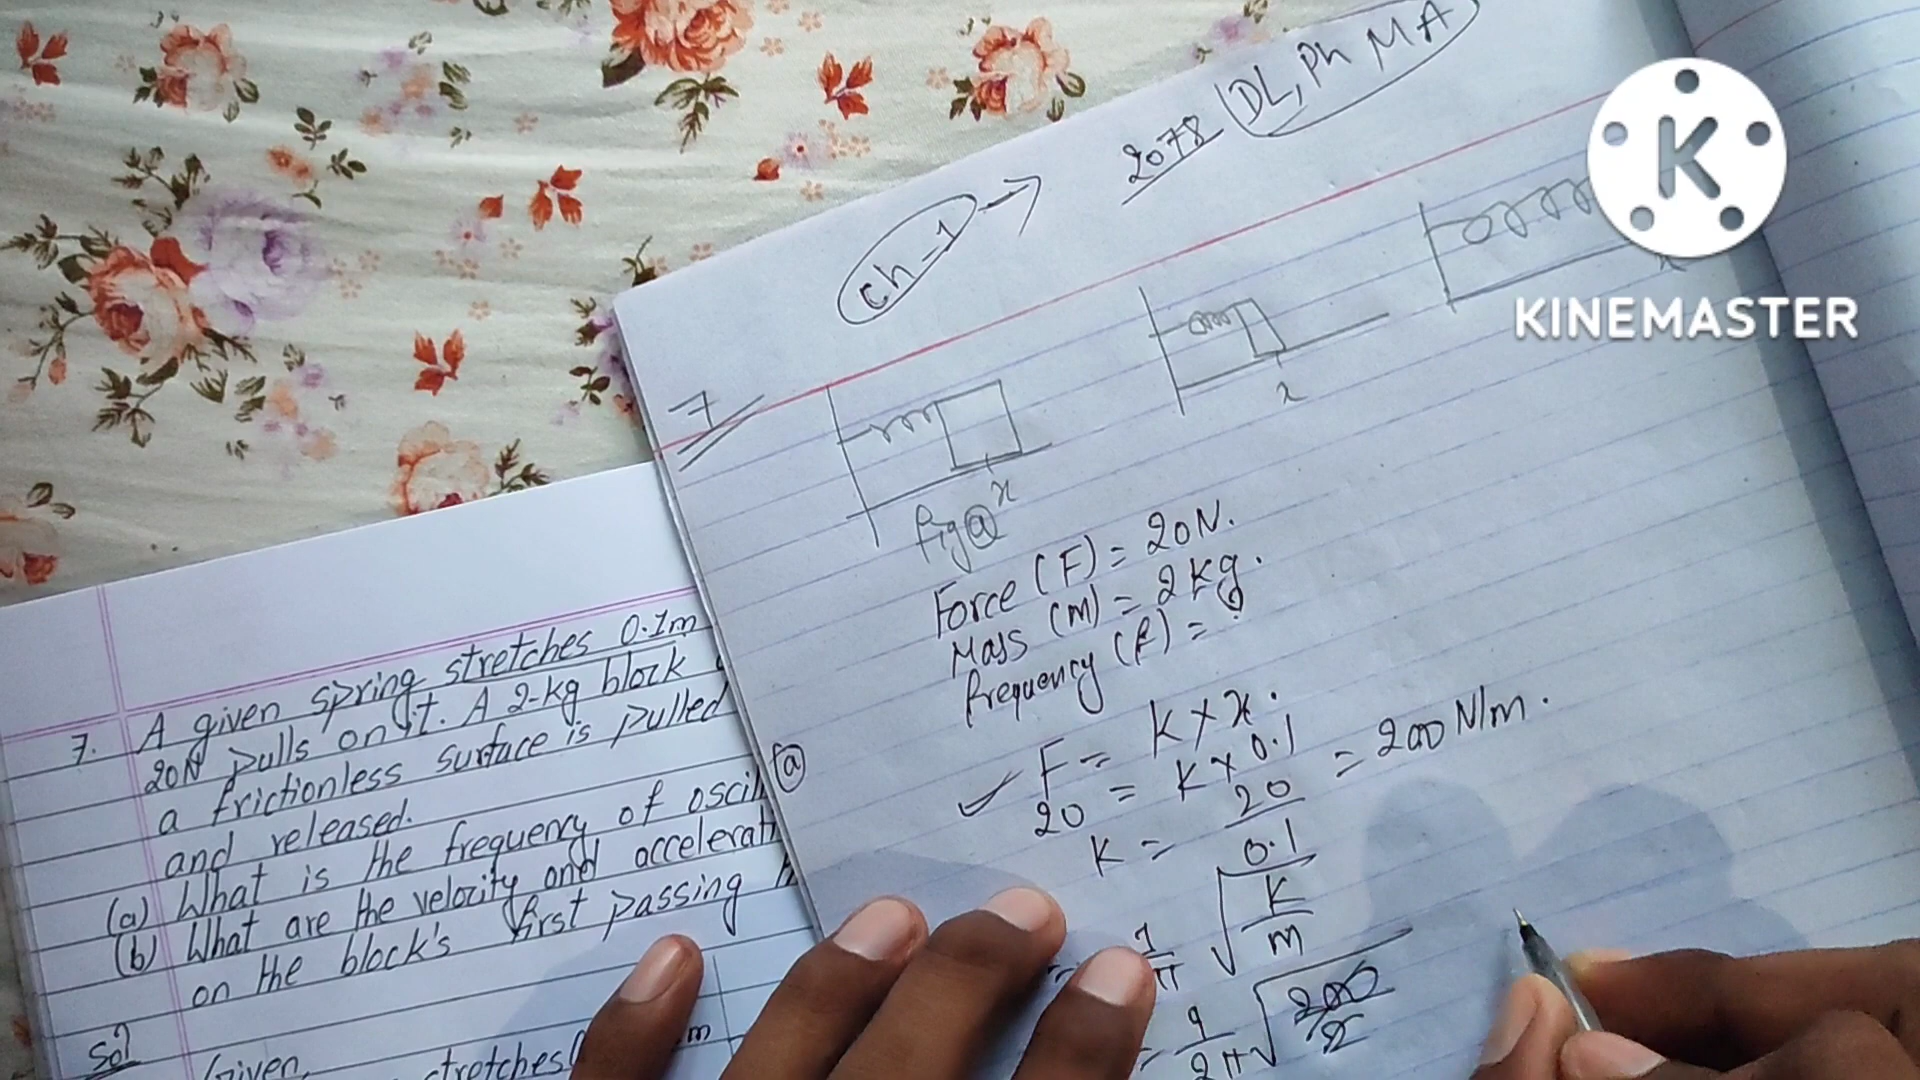 2078 DL, Ph MA
Ch-1 →
K
KINEMASTER
7
x
x
fig (a)
Force (F) = 20N.
Mass (m) = 2 kg.
frequency (f) = ?
(a) ✓ F = K × x.
20 = K × 0.1
K = 20/0.1 = 200 N/m.
√K/m
= 1/2π √200/2
7. A given spring stretches 0.1m
20N pulls on it. A 2-kg block
a frictionless surface is pulled
and released.
(a) What is the frequency of oscil
(b) What are the velocity and accelerati
on the block's first passing
Given,
m